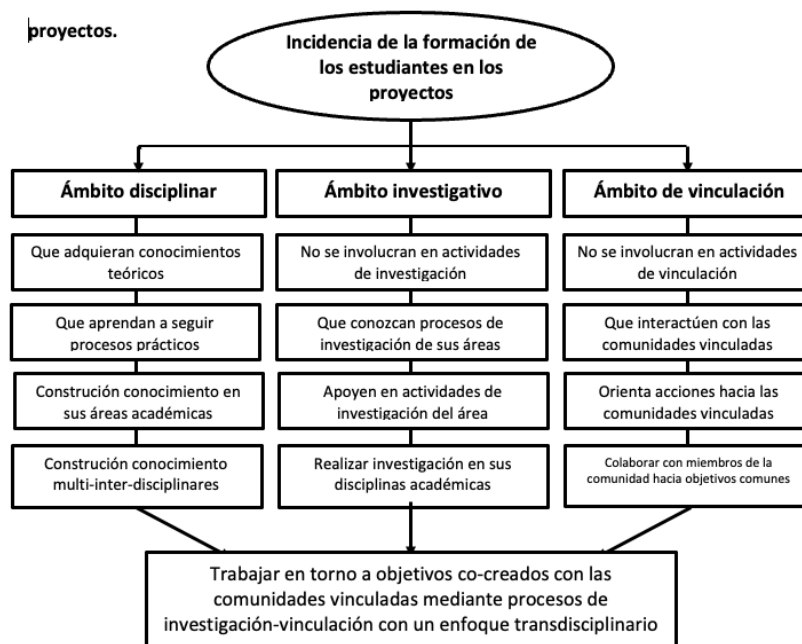 proyectos.
Incidencia de la formación de
los estudiantes en los
proyectos
Ámbito disciplinar
Que adquieran conocimientos
teóricos
Que aprendan a seguir
procesos prácticos
Construción conocimiento en
sus áreas académicas
Construción conocimiento
multi-inter-disciplinares
Ámbito investigativo
No se involucran en actividades
de investigación
Que conozcan procesos de
investigación de sus áreas
Apoyen en actividades de
investigación del área
Realizar investigación en sus
disciplinas académicas
Ámbito de vinculación
No se involucran en actividades
de vinculación
Que interactúen con las
comunidades vinculadas
Orienta acciones hacia las
comunidades vinculadas
Colaborar con miembros de la
comunidad hacia objetivos comunes
Trabajar en torno a objetivos co-creados con las
comunidades vinculadas mediante procesos de
investigación-vinculación con un enfoque transdisciplinario